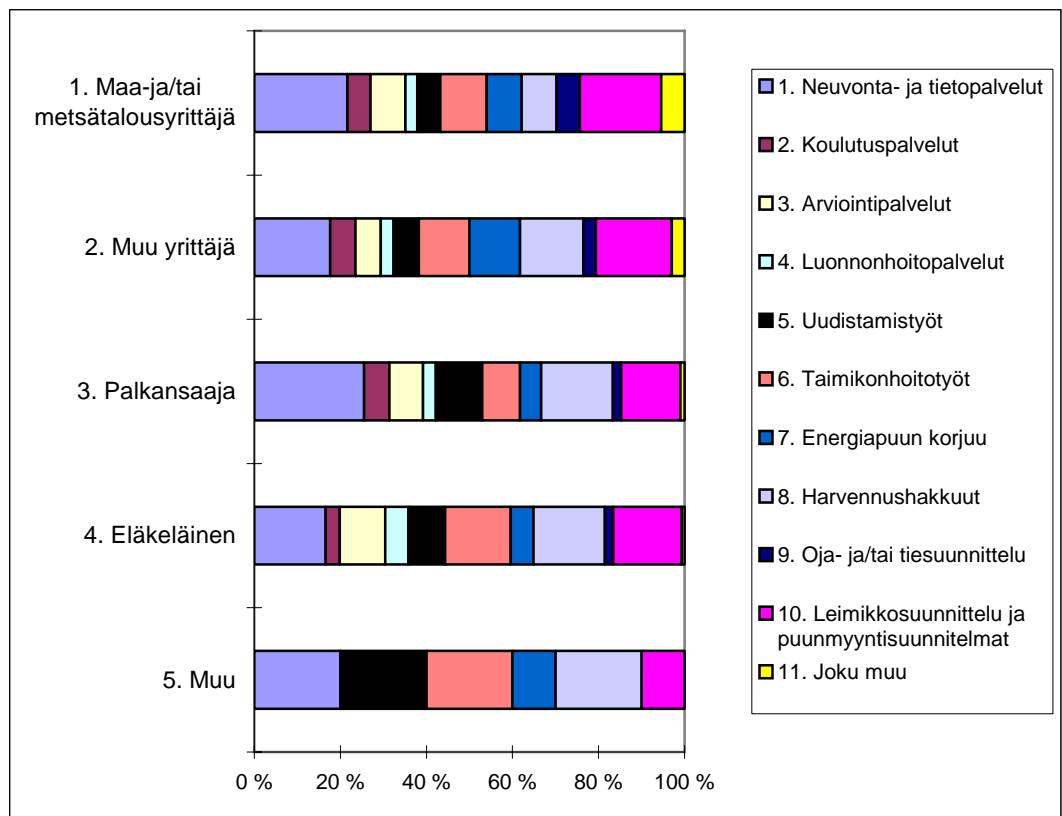 1. Maa-ja/tai
metsätalousyrittäjä
2. Muu yrittäjä
3. Palkansaaja
4. Eläkeläinen
5. Muu
0 %
20 %
40 %
60 %
80 %
100 %
1. Neuvonta- ja tietopalvelut
2. Koulutuspalvelut
3. Arviointipalvelut
4. Luonnonhoitopalvelut
5. Uudistamistyöt
6. Taimikonhoitotyöt
7. Energiapuun korjuu
8. Harvennushakkuut
9. Oja- ja/tai tiesuunnittelu
10. Leimikkosuunnittelu ja
puunmyyntisuunnitelmat
11. Joku muu